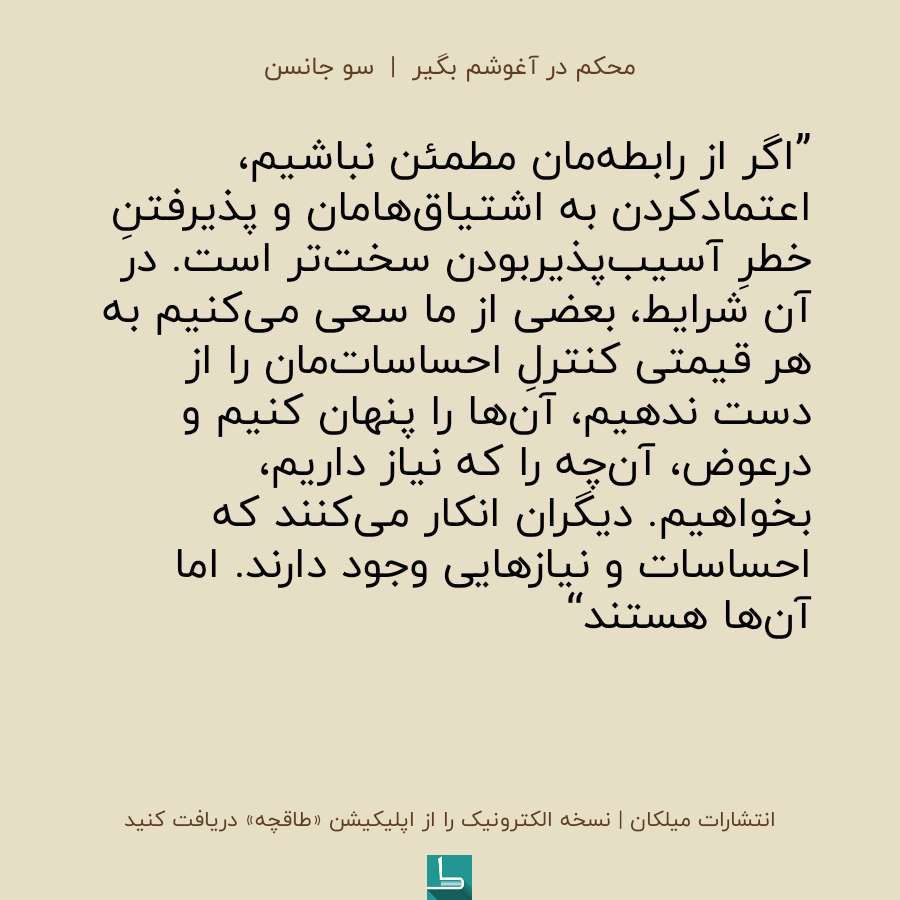 محکم در آغوشم بگیر | سو جانسن
”اگر از رابطه‌مان مطمئن نباشیم،
اعتمادکردن به اشتیاق‌هامان و پذیرفتنِ
خطرِ آسیب‌پذیربودن سخت‌تر است. در
آن شرایط، بعضی از ما سعی می‌کنیم به
هر قیمتی کنترلِ احساسات‌مان را از
دست ندهیم، آن‌ها را پنهان کنیم و
درعوض، آن‌چه را که نیاز داریم،
بخواهیم. دیگران انکار می‌کنند که
احساسات و نیازهایی وجود دارند. اما
آن‌ها هستند“
انتشارات میلکان | نسخه الکترونیک را از اپلیکیشن «طاقچه» دریافت کنید